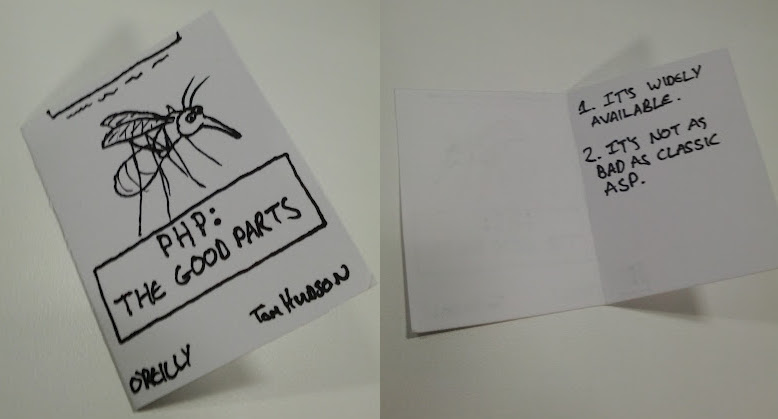 PHP:
THE GOOD PARTS
Tom HUDSON
O'REILLY
1. IT'S WIDELY
AVAILABLE.
2. IT'S NOT AS
BAD AS CLASSIC
ASP.